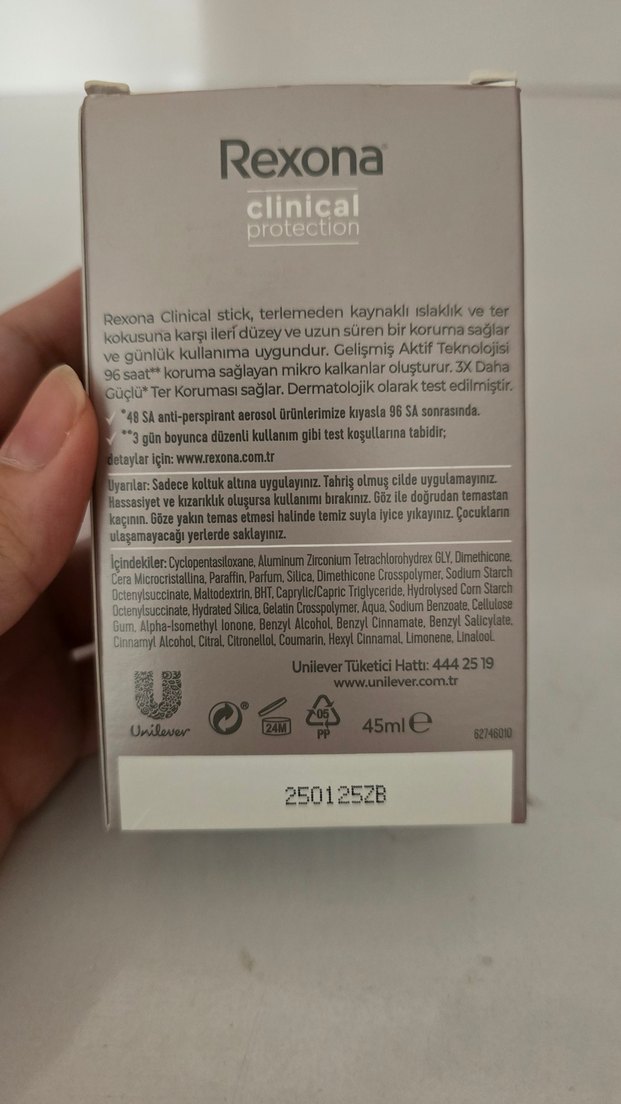 Rexona
clinical
protection
Rexona Clinical stick, terlemeden kaynaklı ıslaklık ve ter
kokusuna karşı ileri düzey ve uzun süren bir koruma sağlar
ve günlük kullanıma uygundur. Gelişmiş Aktif Teknolojisi
96 saat** koruma sağlayan mikro kalkanlar oluşturur. 3X Daha
Güçlü* Ter Koruması sağlar. Dermatolojik olarak test edilmiştir.
*48 SA anti-perspirant aerosol ürünlerimize kıyasla 96 SA sonrasında.
**3 gün boyunca düzenli kullanım gibi test koşullarına tabidir;
detaylar için: www.rexona.com.tr
Uyarılar: Sadece koltuk altına uygulayınız. Tahriş olmuş cilde uygulamayınız.
Hassasiyet ve kızarıklık oluşursa kullanımı bırakınız. Göz ile doğrudan temastan
kaçının. Göze yakın temas etmesi halinde temiz suyla iyice yıkayınız. Çocukların
ulaşamayacağı yerlerde saklayınız.
İçindekiler: Cyclopentasiloxane, Aluminum Zirconium Tetrachlorohydrex GLY, Dimethicone,
Cera Microcristallina, Paraffin, Parfum, Silica, Dimethicone Crosspolymer, Sodium Starch
Octenylsuccinate, Maltodextrin, BHT, Caprylic/Capric Triglyceride, Hydrolysed Corn Starch
Octenylsuccinate, Hydrated Silica, Gelatin Crosspolymer, Aqua, Sodium Benzoate, Cellulose
Gum, Alpha-Isomethyl Ionone, Benzyl Alcohol, Benzyl Cinnamate, Benzyl Salicylate,
Cinnamyl Alcohol, Citral, Citronellol, Coumarin, Hexyl Cinnamal, Limonene, Linalool.
Unilever Tüketici Hattı: 444 25 19
www.unilever.com.tr
Unilever
24M
05
PP
45ml e
62746010
250125ZB